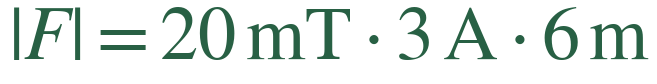 |F| = 20 mT · 3 A · 6 m